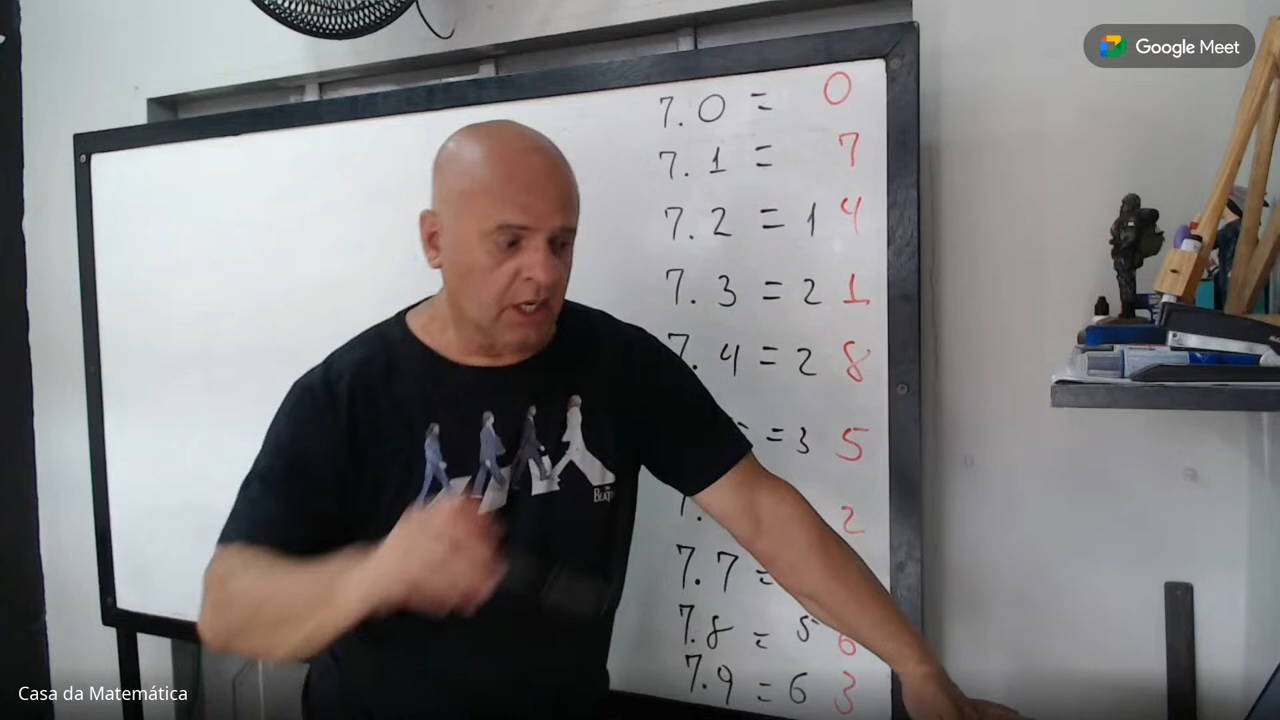 Google Meet
7.0 = 0
7.1 = 7
7.2 = 14
7.3 = 21
7.4 = 28
= 35
7. 2
7.7 =
7.8 = 56
7.9 = 63
Casa da Matemática